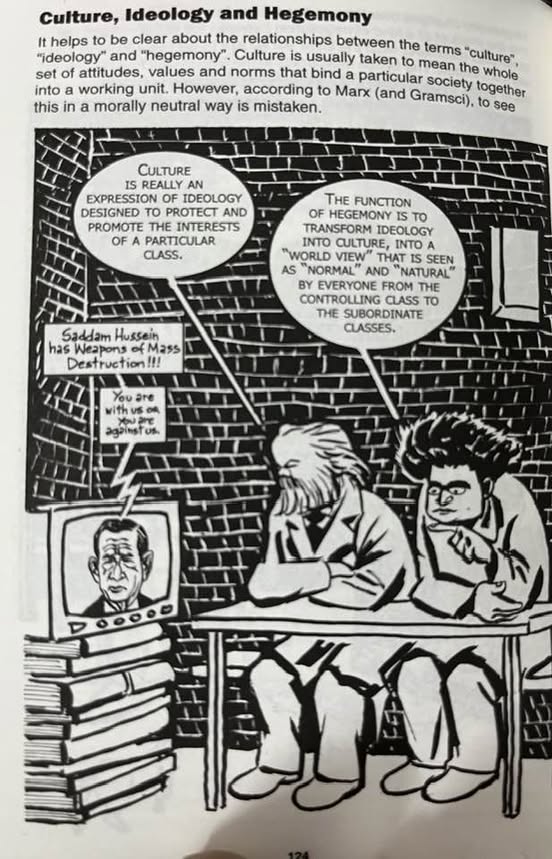 Culture, Ideology and Hegemony
It helps to be clear about the relationships between the terms “culture”,
“ideology” and “hegemony”. Culture is usually taken to mean the whole
set of attitudes, values and norms that bind a particular society together
into a working unit. However, according to Marx (and Gramsci), to see
this in a morally neutral way is mistaken.
CULTURE
IS REALLY AN
EXPRESSION OF IDEOLOGY
DESIGNED TO PROTECT AND
PROMOTE THE INTERESTS
OF A PARTICULAR
CLASS.
THE FUNCTION
OF HEGEMONY IS TO
TRANSFORM IDEOLOGY
INTO CULTURE, INTO A
“WORLD VIEW” THAT IS SEEN
AS “NORMAL” AND “NATURAL”
BY EVERYONE FROM THE
CONTROLLING CLASS TO
THE SUBORDINATE
CLASSES.
Saddam Hussein
has Weapons of Mass
Destruction!!!
You are
with us or
you are
against us.
124